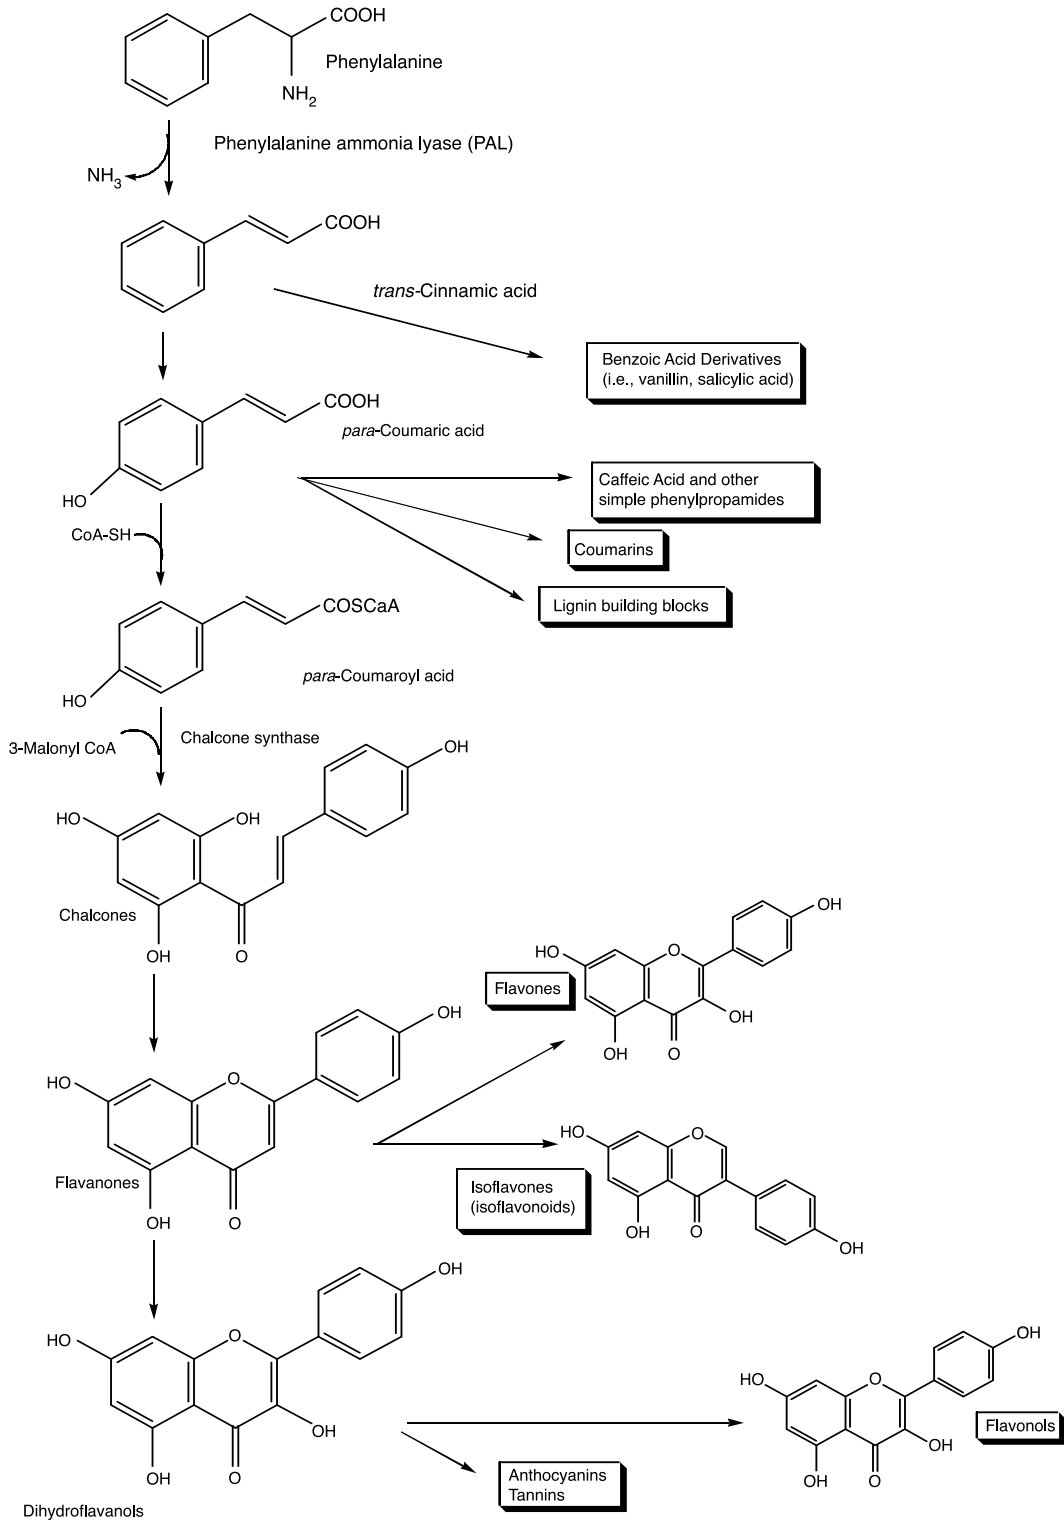 COOH
Phenylalanine
NH2
Phenylalanine ammonia lyase (PAL)
NH3
COOH
trans-Cinnamic acid
Benzoic Acid Derivatives
(i.e., vanillin, salicylic acid)
COOH
para-Coumaric acid
HO
Caffeic Acid and other
simple phenylpropamides
CoA-SH
Coumarins
Lignin building blocks
COSCaA
para-Coumaroyl acid
HO
3-Malonyl CoA
Chalcone synthase
OH
HO
OH
Chalcones
OH
O
OH
HO
O
Flavones
OH
OH
O
OH
HO
O
Flavanones
OH
O
HO
O
Isoflavones
(isoflavonoids)
OH
O
OH
OH
HO
O
OH
OH
O
Dihydroflavanols
Anthocyanins
Tannins
OH
HO
O
Flavonols
OH
OH
O